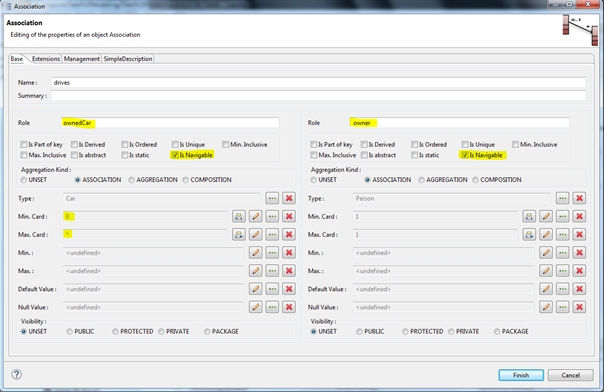 Association
Association
Editing of the properties of an object Association
Base Extensions Management SimpleDescription
Name : drives
Summary :
Role ownedCar
Is Part of key Is Derived Is Ordered Is Unique Min. Inclusive
Max. Inclusive Is abstract Is static Is Navigable
Aggregation Kind :
UNSET ASSOCIATION AGGREGATION COMPOSITION
Type : Car
Min. Card : 0
Max. Card : *
Min. : <undefined>
Max. : <undefined>
Default Value : <undefined>
Null Value : <undefined>
Visibility :
UNSET PUBLIC PROTECTED PRIVATE PACKAGE
Role owner
Is Part of key Is Derived Is Ordered Is Unique Min. Inclusive
Max. Inclusive Is abstract Is static Is Navigable
Aggregation Kind :
UNSET ASSOCIATION AGGREGATION COMPOSITION
Type : Person
Min. Card : 1
Max. Card : 1
Min. : <undefined>
Max. : <undefined>
Default Value : <undefined>
Null Value : <undefined>
Visibility :
UNSET PUBLIC PROTECTED PRIVATE PACKAGE
Finish Cancel